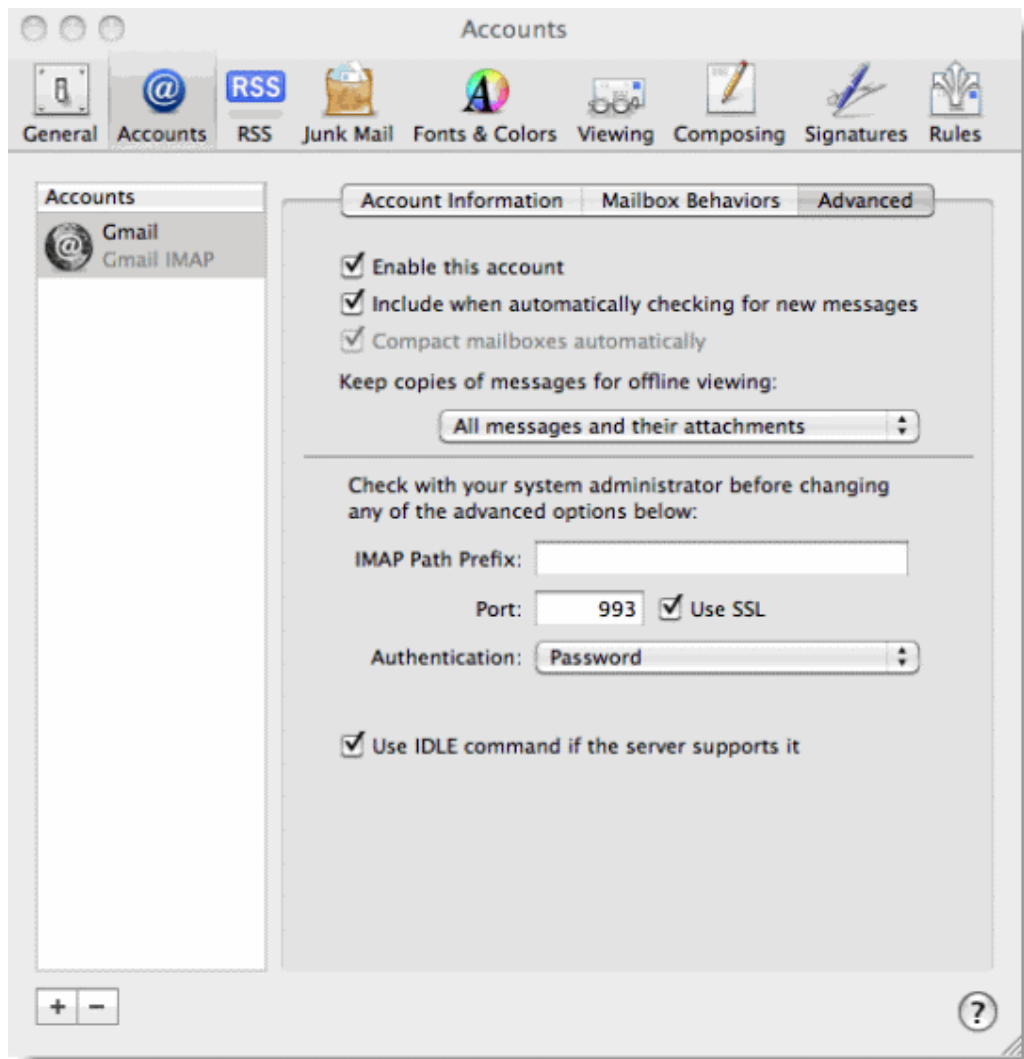 Accounts
RSS
General Accounts RSS Junk Mail Fonts & Colors Viewing Composing Signatures Rules
Accounts
Gmail
Gmail IMAP
Account Information Mailbox Behaviors Advanced
Enable this account
Include when automatically checking for new messages
Compact mailboxes automatically
Keep copies of messages for offline viewing:
All messages and their attachments
Check with your system administrator before changing
any of the advanced options below:
IMAP Path Prefix:
Port: 993 Use SSL
Authentication: Password
Use IDLE command if the server supports it
+ −
?